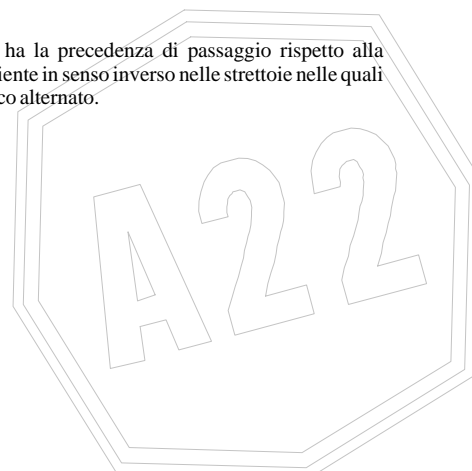 ha la precedenza di passaggio rispetto alla
iente in senso inverso nelle strettoie nelle quali
co alternato.
A22